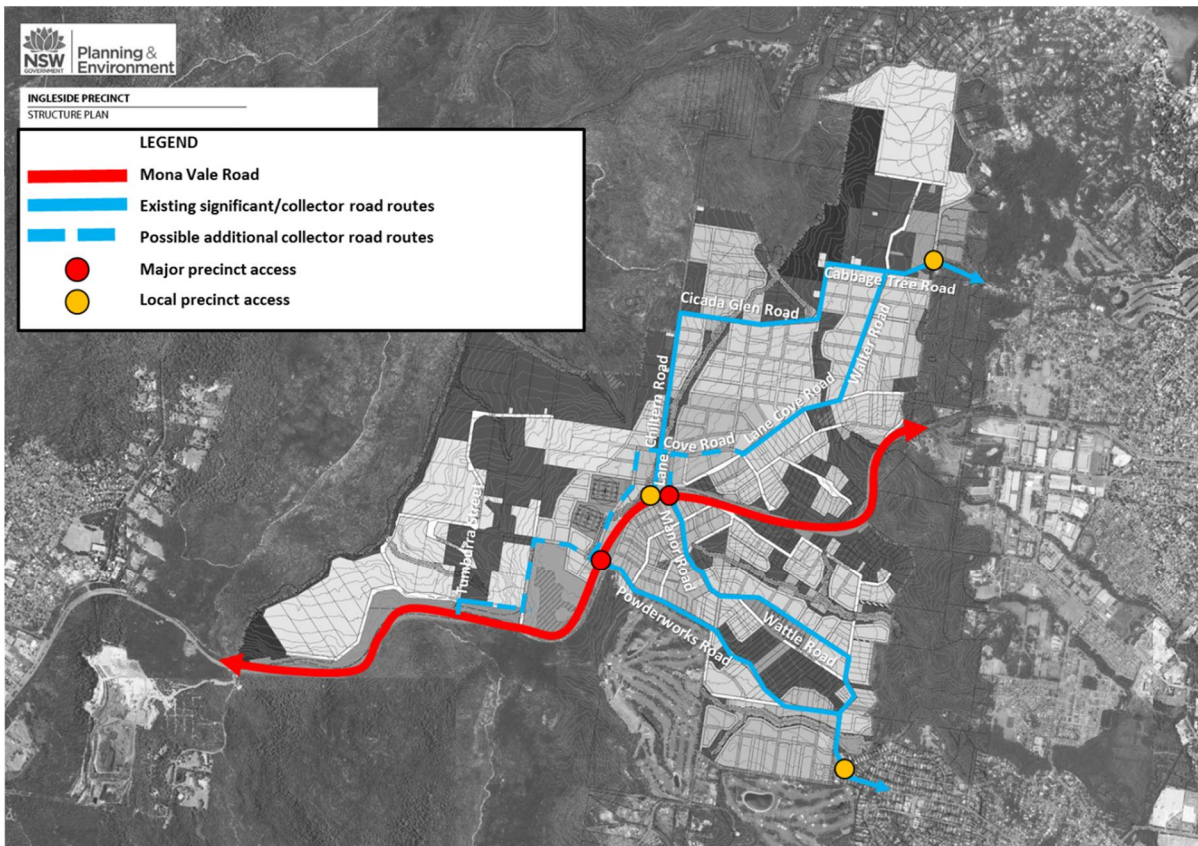 NSW
GOVERNMENT
Planning &
Environment
INGLESIDE PRECINCT
STRUCTURE PLAN
LEGEND
Mona Vale Road
Existing significant/collector road routes
Possible additional collector road routes
Major precinct access
Local precinct access
Cabbage Tree Road
Cicada Glen Road
Walter Road
Chiltern Road
Lane Cove Road
Lane Cove Road
Tumburra Street
Manor Road
Powderworks Road
Wattle Road